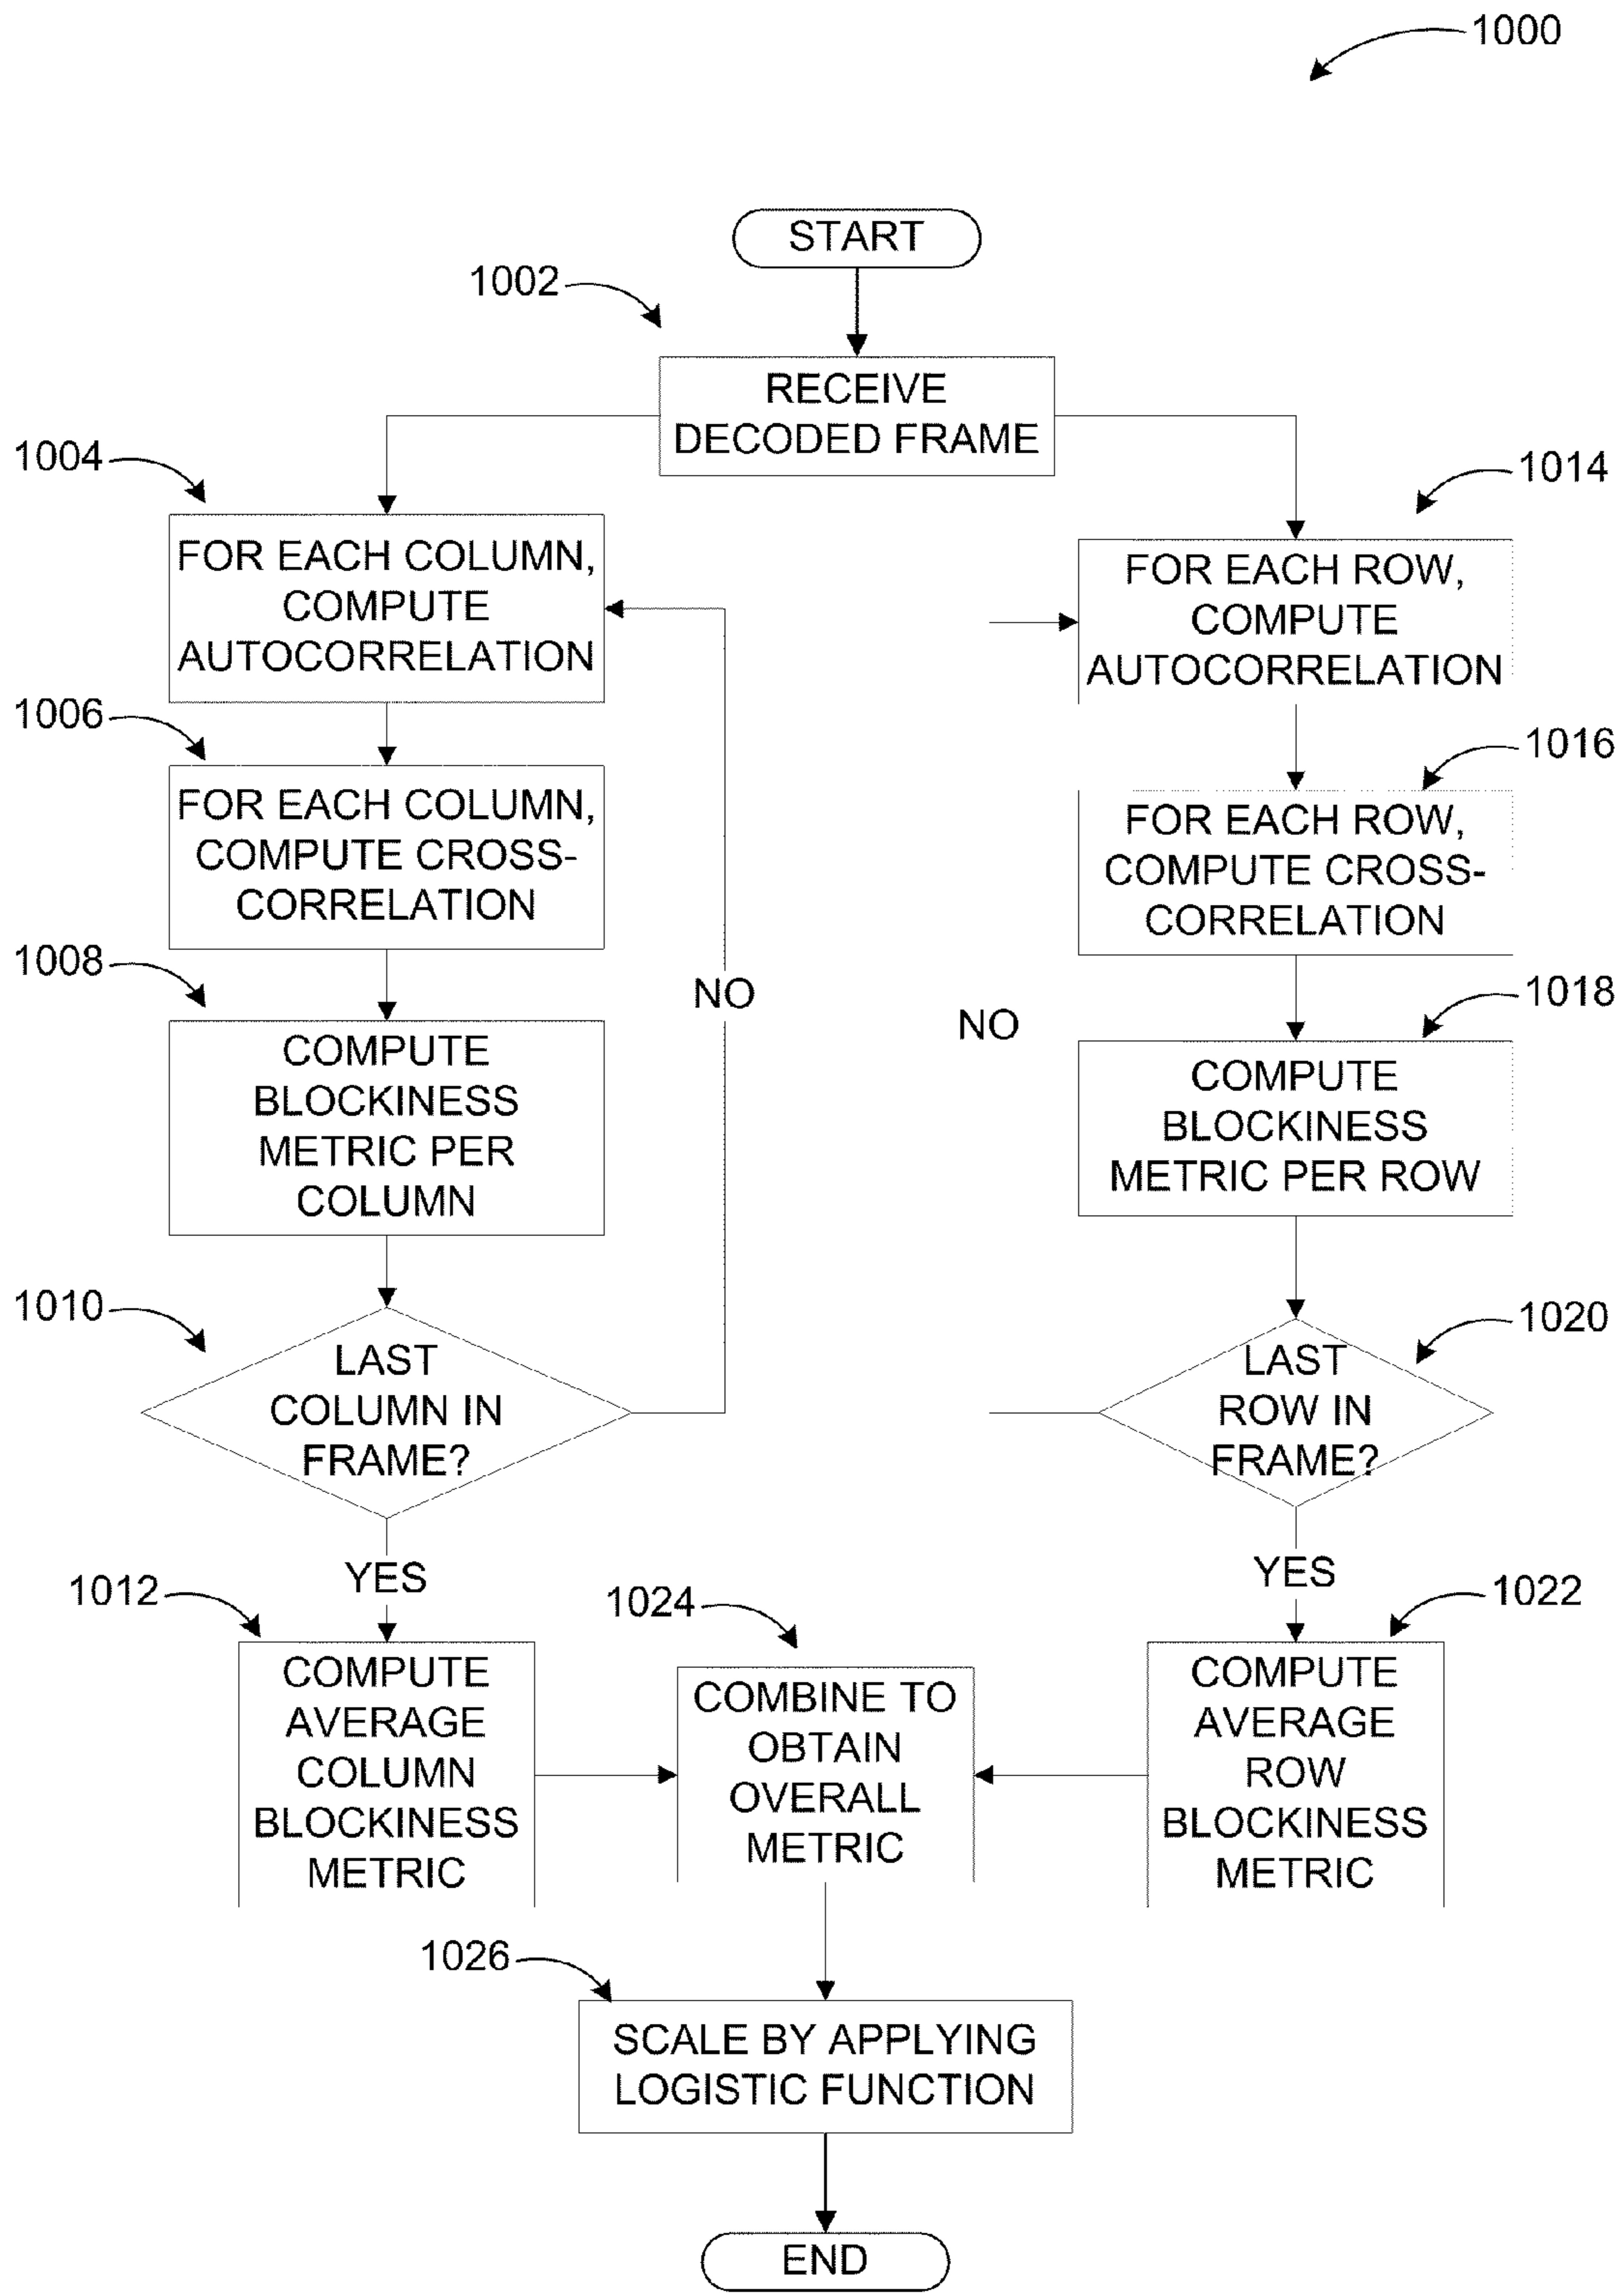 1000
START
1002
RECEIVE
DECODED FRAME
1004
FOR EACH COLUMN,
COMPUTE
AUTOCORRELATION
1006
FOR EACH COLUMN,
COMPUTE CROSS-
CORRELATION
1008
COMPUTE
BLOCKINESS
METRIC PER
COLUMN
NO
1010
LAST
COLUMN IN
FRAME?
YES
1012
COMPUTE
AVERAGE
COLUMN
BLOCKINESS
METRIC
1014
FOR EACH ROW,
COMPUTE
AUTOCORRELATION
1016
FOR EACH ROW,
COMPUTE CROSS-
CORRELATION
1018
COMPUTE
BLOCKINESS
METRIC PER ROW
NO
1020
LAST
ROW IN
FRAME?
YES
1022
COMPUTE
AVERAGE
ROW
BLOCKINESS
METRIC
1024
COMBINE TO
OBTAIN
OVERALL
METRIC
1026
SCALE BY APPLYING
LOGISTIC FUNCTION
END